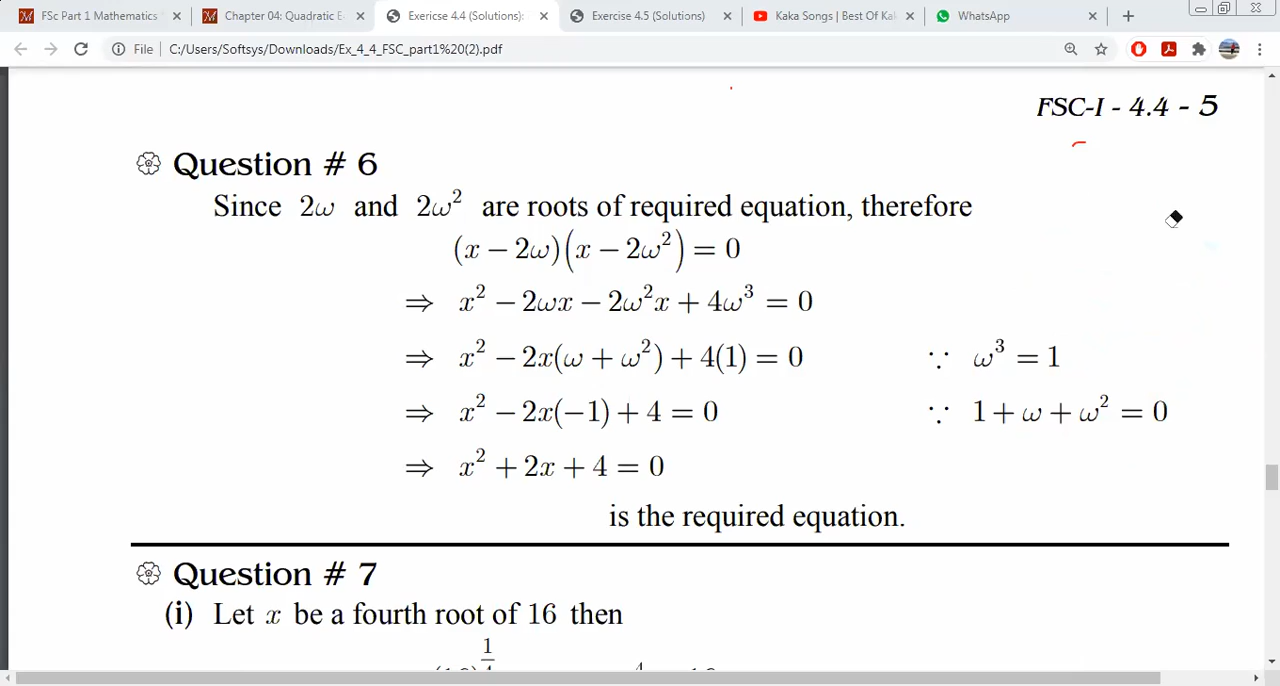 FSc Part 1 Mathematics
Chapter 04: Quadratic E
Exericse 4.4 (Solutions):
Exercise 4.5 (Solutions)
Kaka Songs | Best Of Kak
WhatsApp
File | C:/Users/Softsys/Downloads/Ex_4_4_FSC_part1%20(2).pdf
FSC-I - 4.4 - 5
Question # 6
Since 2ω and 2ω² are roots of required equation, therefore
(x − 2ω)(x − 2ω²) = 0
⇒ x² − 2ωx − 2ω²x + 4ω³ = 0
⇒ x² − 2x(ω + ω²) + 4(1) = 0 ∵ ω³ = 1
⇒ x² − 2x(−1) + 4 = 0 ∵ 1 + ω + ω² = 0
⇒ x² + 2x + 4 = 0
is the required equation.
Question # 7
(i) Let x be a fourth root of 16 then